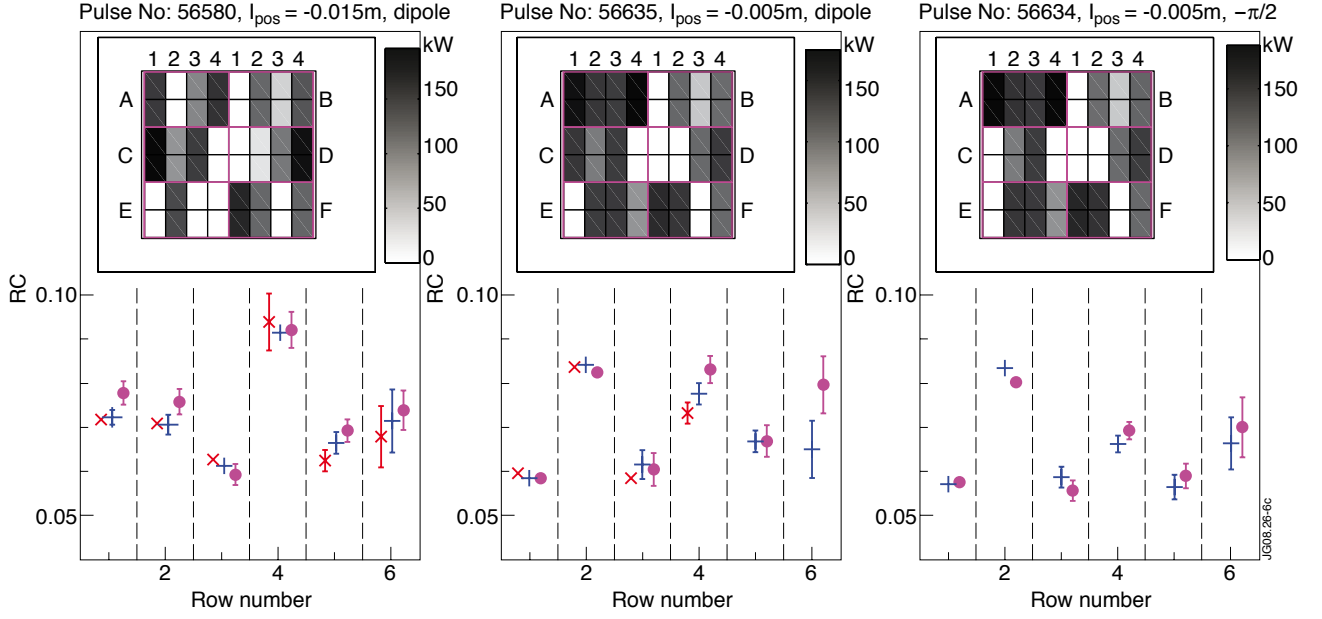 Pulse No: 56580, Ipos = -0.015m, dipole
kW
1 2 3 4 1 2 3 4
A B
C D
E F
150
100
50
0
RC
0.10
0.05
2 4 6
Row number
Pulse No: 56635, Ipos = -0.005m, dipole
kW
1 2 3 4 1 2 3 4
A B
C D
E F
150
100
50
0
RC
0.10
0.05
2 4 6
Row number
Pulse No: 56634, Ipos = -0.005m, −π/2
kW
1 2 3 4 1 2 3 4
A B
C D
E F
150
100
50
0
RC
0.10
0.05
2 4 6
Row number
JG08.26-6c